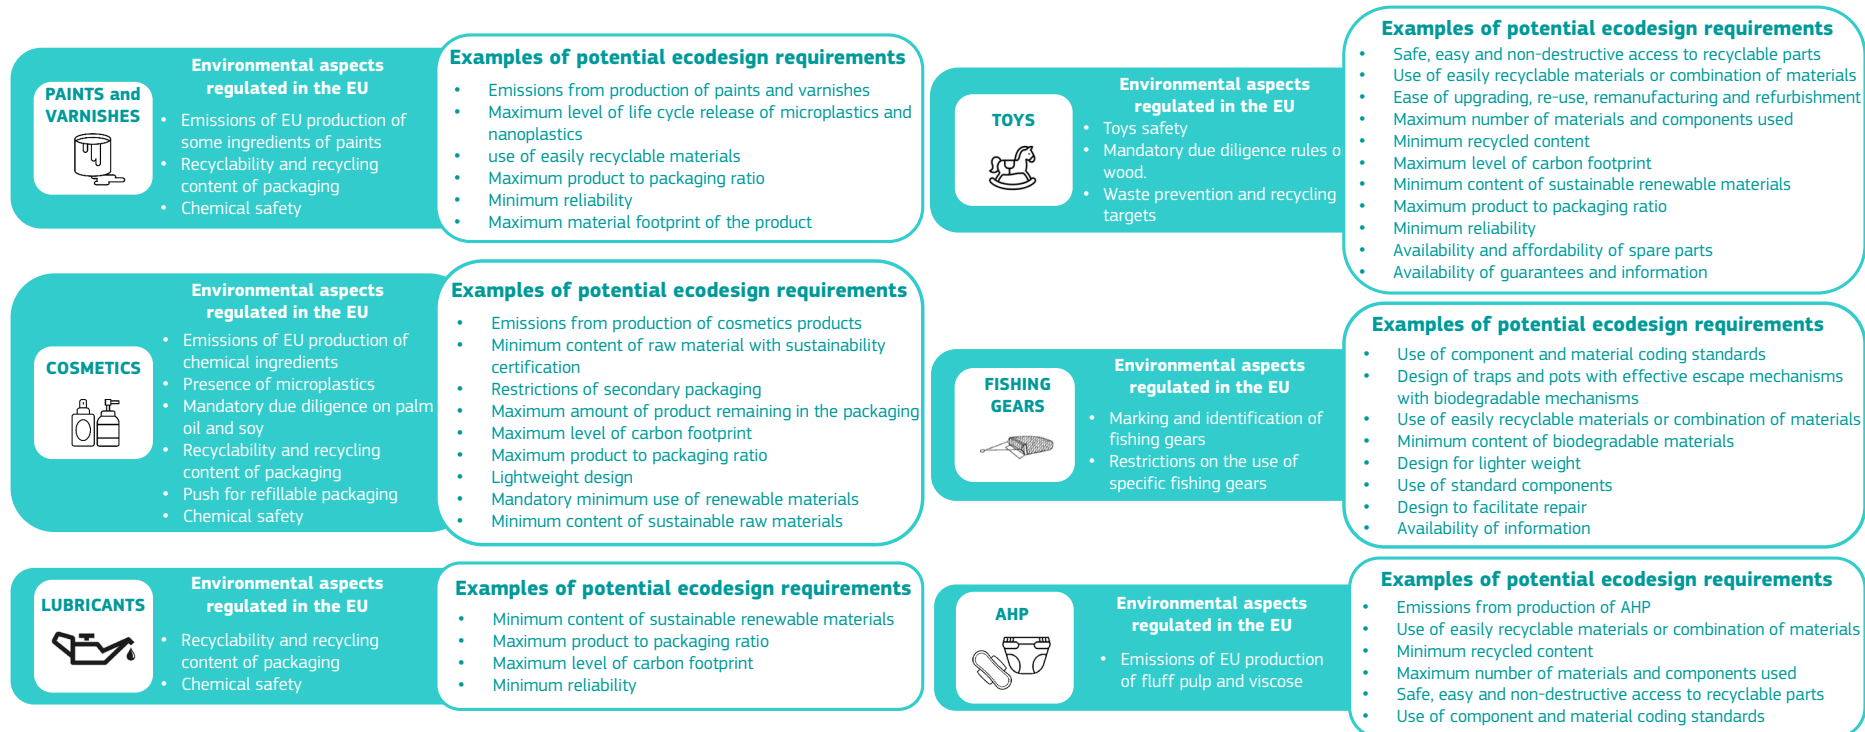 PAINTS and
VARNISHES
Environmental aspects
regulated in the EU
• Emissions of EU production of
some ingredients of paints
• Recyclability and recycling
content of packaging
• Chemical safety
Examples of potential ecodesign requirements
• Emissions from production of paints and varnishes
• Maximum level of life cycle release of microplastics and
nanoplastics
• use of easily recyclable materials
• Maximum product to packaging ratio
• Minimum reliability
• Maximum material footprint of the product
COSMETICS
Environmental aspects
regulated in the EU
• Emissions of EU production of
chemical ingredients
• Presence of microplastics
• Mandatory due diligence on palm
oil and soy
• Recyclability and recycling
content of packaging
• Push for refillable packaging
• Chemical safety
Examples of potential ecodesign requirements
• Emissions from production of cosmetics products
• Minimum content of raw material with sustainability
certification
• Restrictions of secondary packaging
• Maximum amount of product remaining in the packaging
• Maximum level of carbon footprint
• Maximum product to packaging ratio
• Lightweight design
• Mandatory minimum use of renewable materials
• Minimum content of sustainable raw materials
LUBRICANTS
Environmental aspects
regulated in the EU
• Recyclability and recycling
content of packaging
• Chemical safety
Examples of potential ecodesign requirements
• Minimum content of sustainable renewable materials
• Maximum product to packaging ratio
• Maximum level of carbon footprint
• Minimum reliability
TOYS
Environmental aspects
regulated in the EU
• Toys safety
• Mandatory due diligence rules o
wood.
• Waste prevention and recycling
targets
Examples of potential ecodesign requirements
• Safe, easy and non-destructive access to recyclable parts
• Use of easily recyclable materials or combination of materials
• Ease of upgrading, re-use, remanufacturing and refurbishment
• Maximum number of materials and components used
• Minimum recycled content
• Maximum level of carbon footprint
• Minimum content of sustainable renewable materials
• Maximum product to packaging ratio
• Minimum reliability
• Availability and affordability of spare parts
• Availability of guarantees and information
FISHING
GEARS
Environmental aspects
regulated in the EU
• Marking and identification of
fishing gears
• Restrictions on the use of
specific fishing gears
Examples of potential ecodesign requirements
• Use of component and material coding standards
• Design of traps and pots with effective escape mechanisms
with biodegradable mechanisms
• Use of easily recyclable materials or combination of materials
• Minimum content of biodegradable materials
• Design for lighter weight
• Use of standard components
• Design to facilitate repair
• Availability of information
AHP
Environmental aspects
regulated in the EU
• Emissions of EU production
of fluff pulp and viscose
Examples of potential ecodesign requirements
• Emissions from production of AHP
• Use of easily recyclable materials or combination of materials
• Minimum recycled content
• Maximum number of materials and components used
• Safe, easy and non-destructive access to recyclable parts
• Use of component and material coding standards